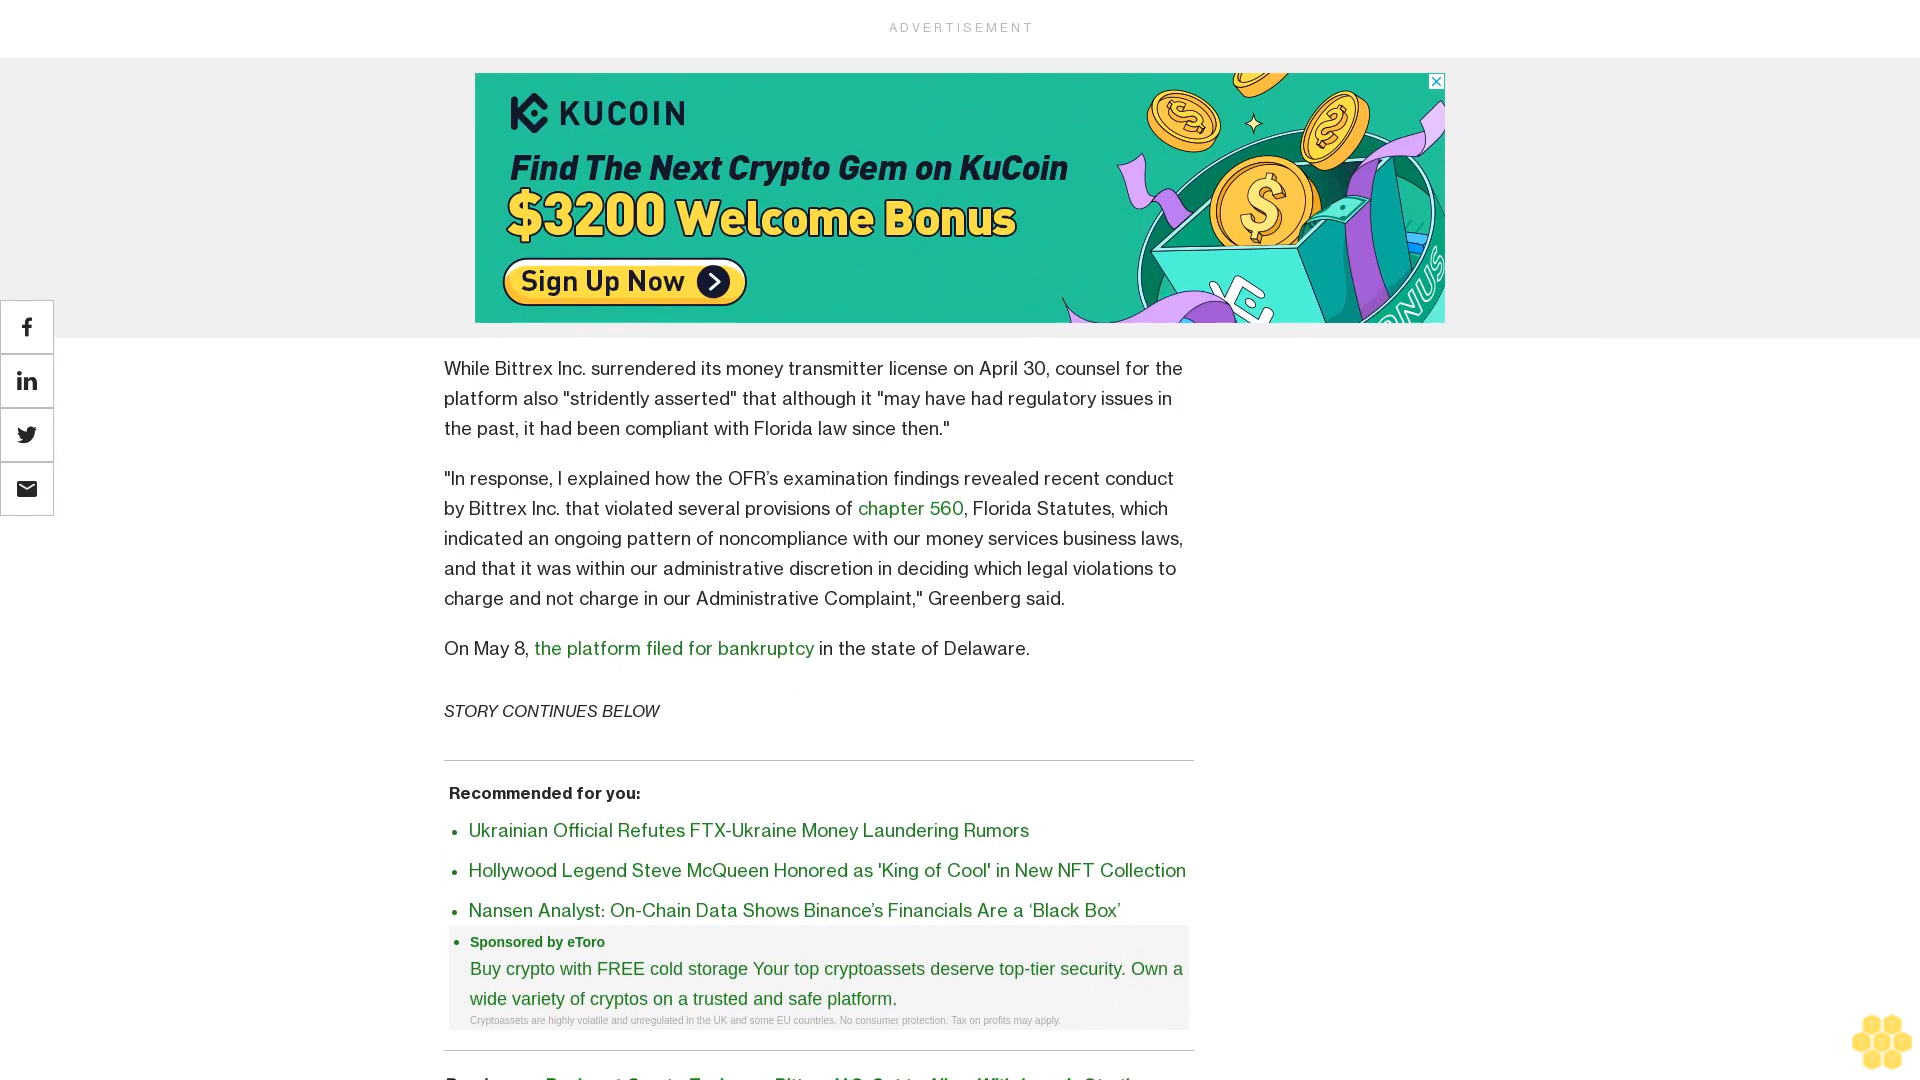 ADVERTISEMENT
KUCOIN
Find The Next Crypto Gem on KuCoin
$3200 Welcome Bonus
Sign Up Now
BONUS
While Bittrex Inc. surrendered its money transmitter license on April 30, counsel for the
platform also "stridently asserted" that although it "may have had regulatory issues in
the past, it had been compliant with Florida law since then."
"In response, I explained how the OFR’s examination findings revealed recent conduct
by Bittrex Inc. that violated several provisions of chapter 560, Florida Statutes, which
indicated an ongoing pattern of noncompliance with our money services business laws,
and that it was within our administrative discretion in deciding which legal violations to
charge and not charge in our Administrative Complaint," Greenberg said.
On May 8, the platform filed for bankruptcy in the state of Delaware.
STORY CONTINUES BELOW
Recommended for you:
• Ukrainian Official Refutes FTX-Ukraine Money Laundering Rumors
• Hollywood Legend Steve McQueen Honored as 'King of Cool' in New NFT Collection
• Nansen Analyst: On-Chain Data Shows Binance’s Financials Are a ‘Black Box’
• Sponsored by eToro
Buy crypto with FREE cold storage Your top cryptoassets deserve top-tier security. Own a
wide variety of cryptos on a trusted and safe platform.
Cryptoassets are highly volatile and unregulated in the UK and some EU countries. No consumer protection. Tax on profits may apply.